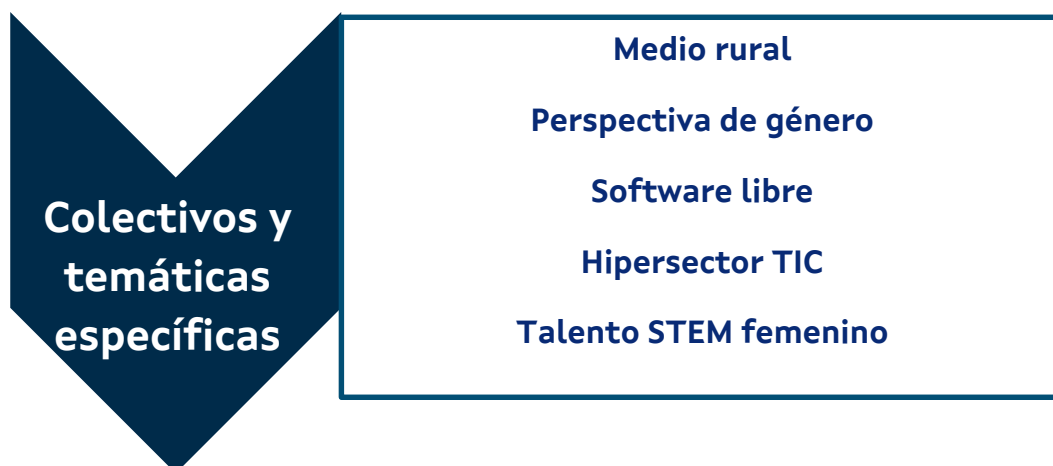 Colectivos y
temáticas
específicas
Medio rural
Perspectiva de género
Software libre
Hipersector TIC
Talento STEM femenino